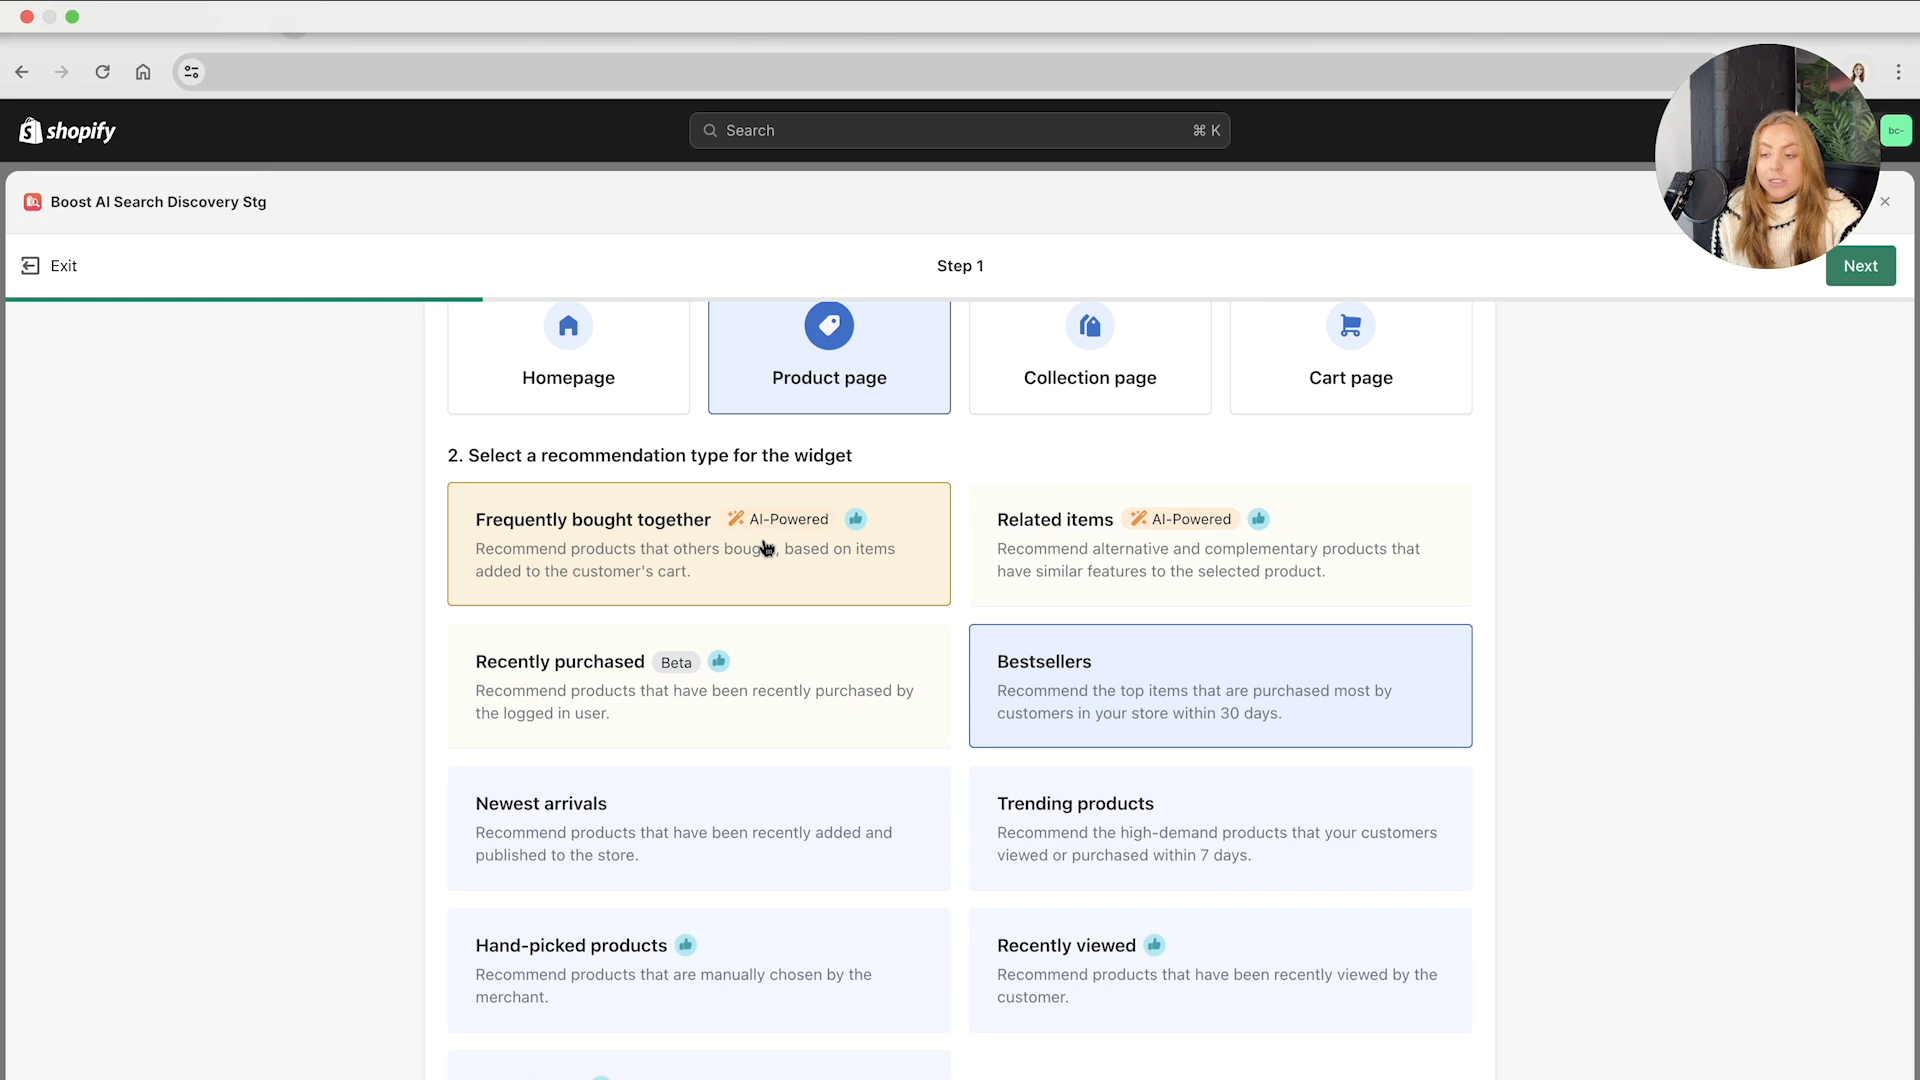 shopify
Search
⌘ K
bc-
Boost AI Search Discovery Stg
Exit
Step 1
Next
Homepage
Product page
Collection page
Cart page
2. Select a recommendation type for the widget
Frequently bought together
AI-Powered
Recommend products that others boug, based on items
added to the customer's cart.
Related items
AI-Powered
Recommend alternative and complementary products that
have similar features to the selected product.
Recently purchased
Beta
Recommend products that have been recently purchased by
the logged in user.
Bestsellers
Recommend the top items that are purchased most by
customers in your store within 30 days.
Newest arrivals
Recommend products that have been recently added and
published to the store.
Trending products
Recommend the high-demand products that your customers
viewed or purchased within 7 days.
Hand-picked products
Recommend products that are manually chosen by the
merchant.
Recently viewed
Recommend products that have been recently viewed by the
customer.